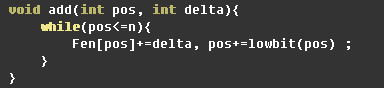 void add(int pos, int delta){
    while(pos<=n){
        Fen[pos]+=delta, pos+=lowbit(pos) ;
    }
}